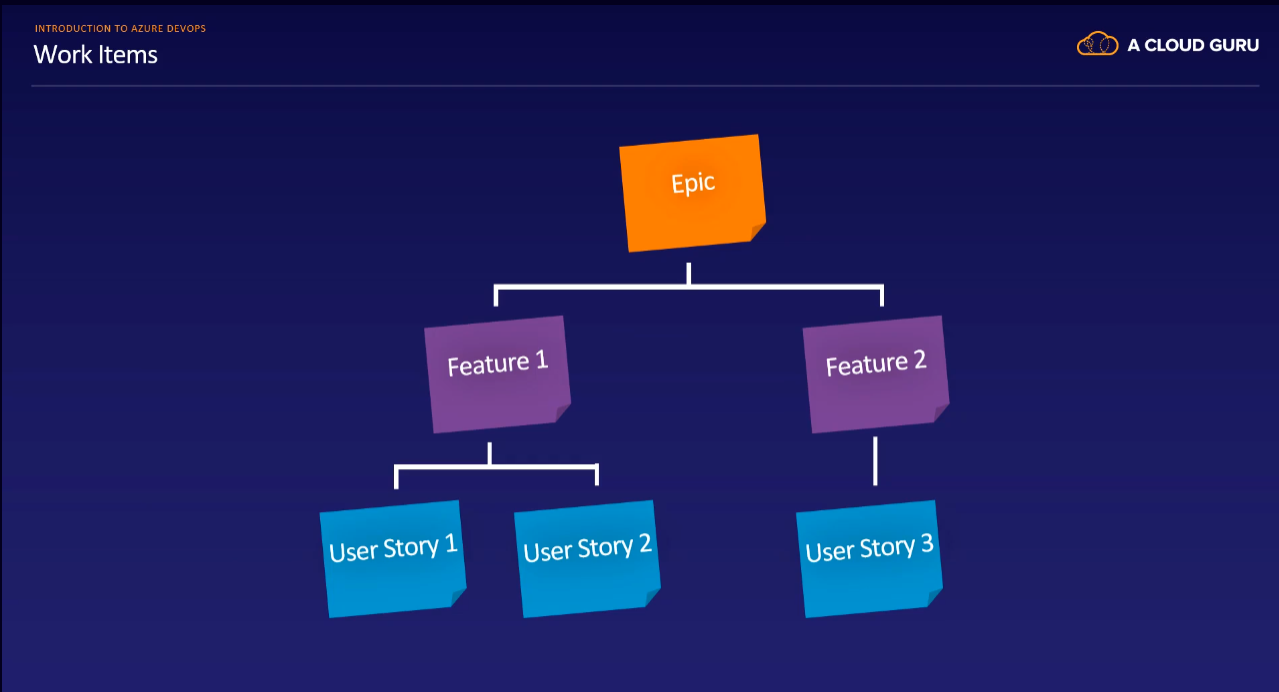 INTRODUCTION TO AZURE DEVOPS
Work Items
A CLOUD GURU
Epic
Feature 1
Feature 2
User Story 1
User Story 2
User Story 3